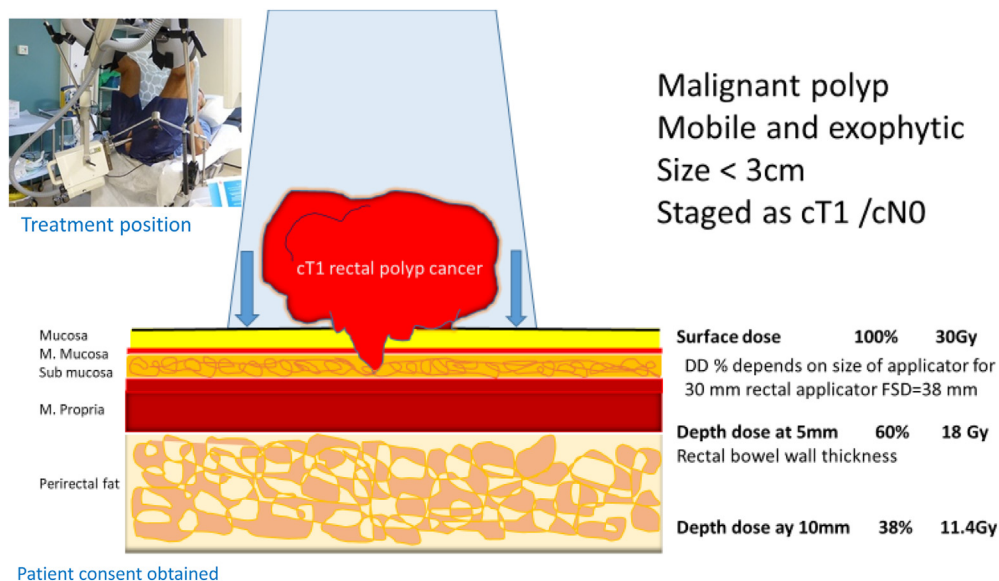 Treatment position
Malignant polyp
Mobile and exophytic
Size < 3cm
Staged as cT1 /cN0
cT1 rectal polyp cancer
Mucosa
M. Mucosa
Sub mucosa
M. Propria
Perirectal fat
Surface dose 100% 30Gy
DD % depends on size of applicator for
30 mm rectal applicator FSD=38 mm
Depth dose at 5mm 60% 18 Gy
Rectal bowel wall thickness
Depth dose ay 10mm 38% 11.4Gy
Patient consent obtained